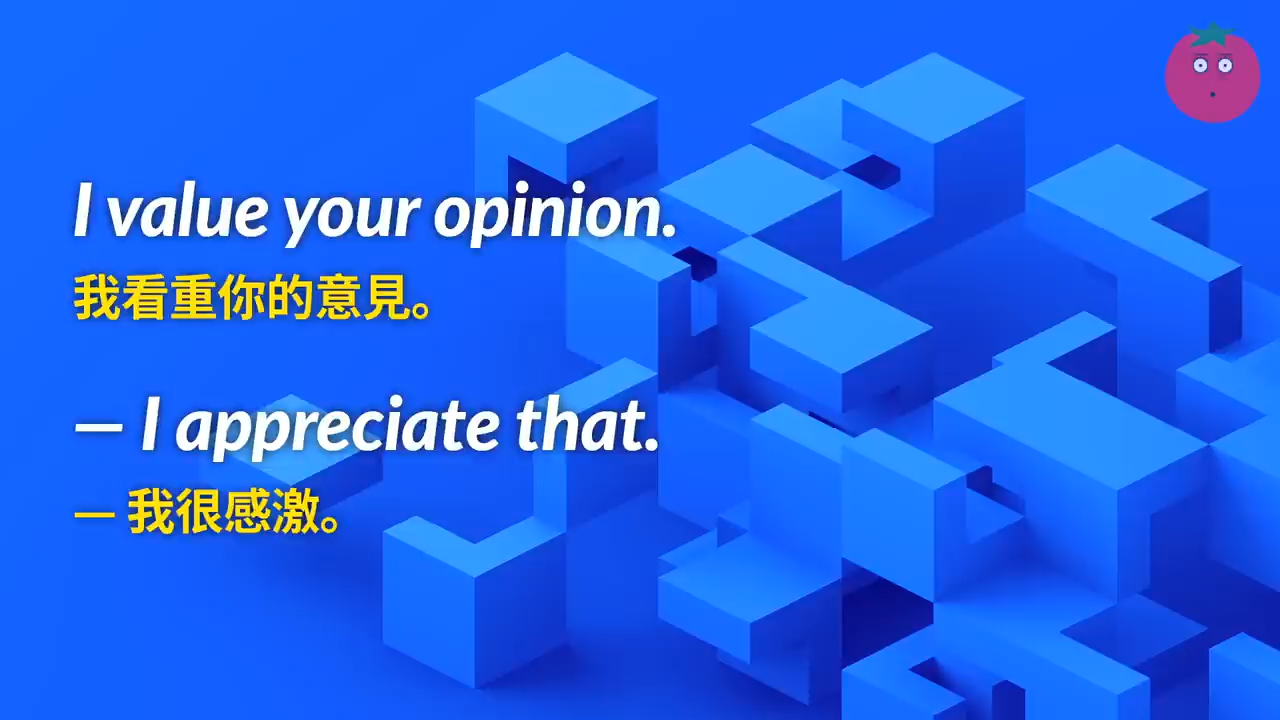 I value your opinion.
我看重你的意見。
– I appreciate that.
– 我很感激。